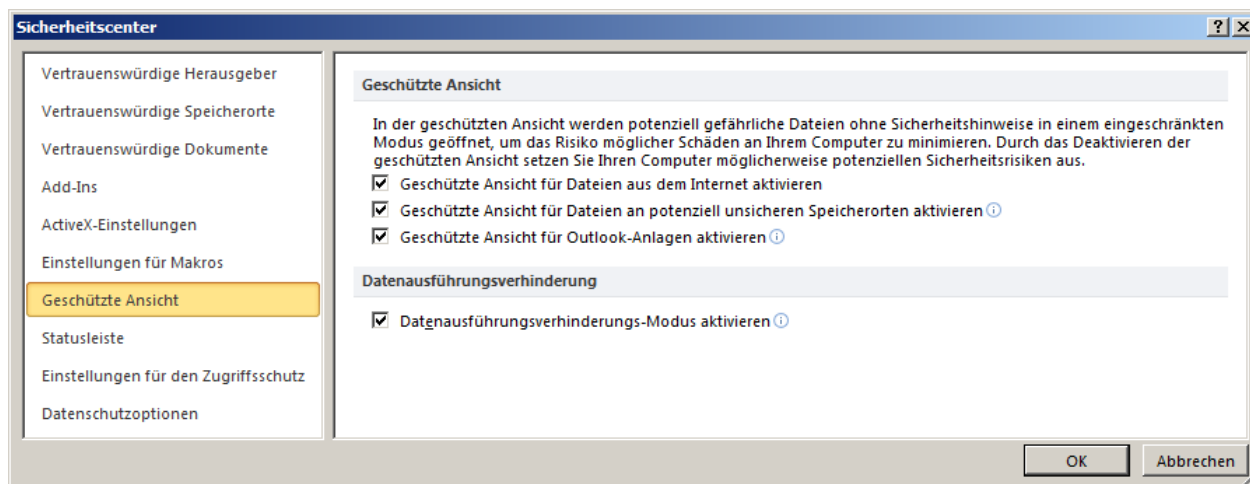 Sicherheitscenter
Vertrauenswürdige Herausgeber
Vertrauenswürdige Speicherorte
Vertrauenswürdige Dokumente
Add-Ins
ActiveX-Einstellungen
Einstellungen für Makros
Geschützte Ansicht
Statusleiste
Einstellungen für den Zugriffsschutz
Datenschutzoptionen
Geschützte Ansicht
In der geschützten Ansicht werden potenziell gefährliche Dateien ohne Sicherheitshinweise in einem eingeschränkten
Modus geöffnet, um das Risiko möglicher Schäden an Ihrem Computer zu minimieren. Durch das Deaktivieren der
geschützten Ansicht setzen Sie Ihren Computer möglicherweise potenziellen Sicherheitsrisiken aus.
Geschützte Ansicht für Dateien aus dem Internet aktivieren
Geschützte Ansicht für Dateien an potenziell unsicheren Speicherorten aktivieren
Geschützte Ansicht für Outlook-Anlagen aktivieren
Datenausführungsverhinderung
Datenausführungsverhinderungs-Modus aktivieren
OK
Abbrechen